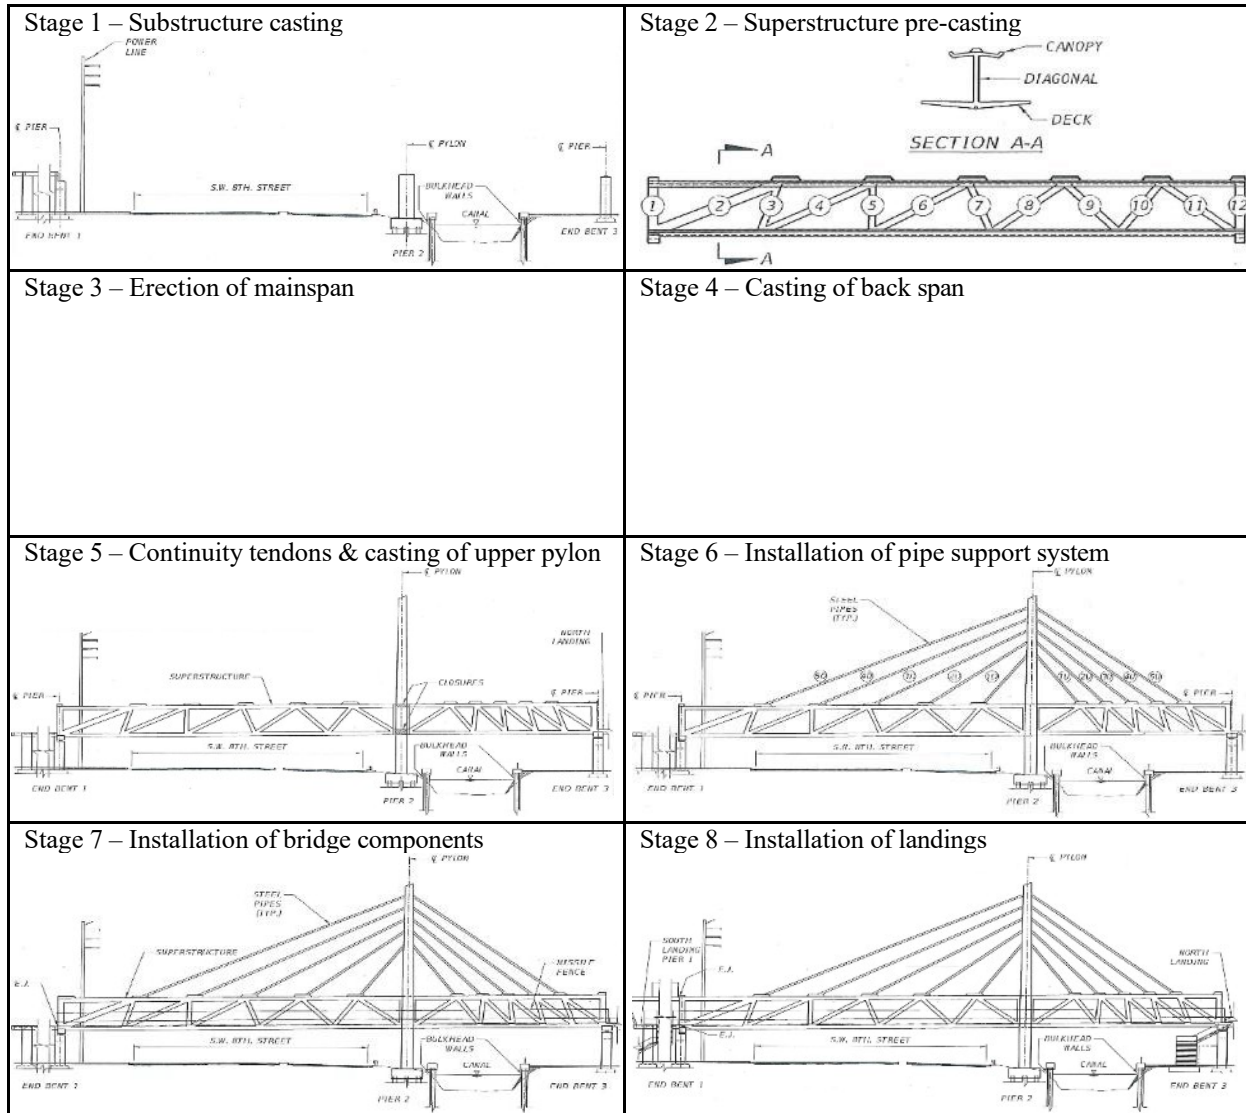 Stage 1 – Substructure casting
POWER
LINE
℄ PIER
℄ PYLON
℄ PIER
S.W. 8TH. STREET
BULKHEAD
WALLS
CANAL
END BENT 1
PIER 2
END BENT 3
Stage 2 – Superstructure pre-casting
CANOPY
DIAGONAL
DECK
SECTION A-A
A
1 2 3 4 5 6 7 8 9 10 11 12
A
Stage 3 – Erection of mainspan
Stage 4 – Casting of back span
Stage 5 – Continuity tendons & casting of upper pylon
℄ PYLON
NORTH
LANDING
SUPERSTRUCTURE
CLOSURES
℄ PIER
℄ PIER
S.W. 8TH. STREET
BULKHEAD
WALLS
CANAL
END BENT 1
PIER 2
END BENT 3
Stage 6 – Installation of pipe support system
℄ PYLON
STEEL
PIPES
(TYP.)
℄ PIER
℄ PIER
S.W. 8TH. STREET
BULKHEAD
WALLS
CANAL
END BENT 1
PIER 2
END BENT 3
Stage 7 – Installation of bridge components
℄ PYLON
STEEL
PIPES
(TYP.)
SUPERSTRUCTURE
MISSILE
FENCE
E.J.
S.W. 8TH. STREET
BULKHEAD
WALLS
CANAL
END BENT 1
PIER 2
END BENT 3
Stage 8 – Installation of landings
℄ PYLON
SOUTH
LANDING
PIER 1
E.J.
NORTH
LANDING
E.J.
S.W. 8TH. STREET
BULKHEAD
WALLS
CANAL
END BENT 1
PIER 2
END BENT 3